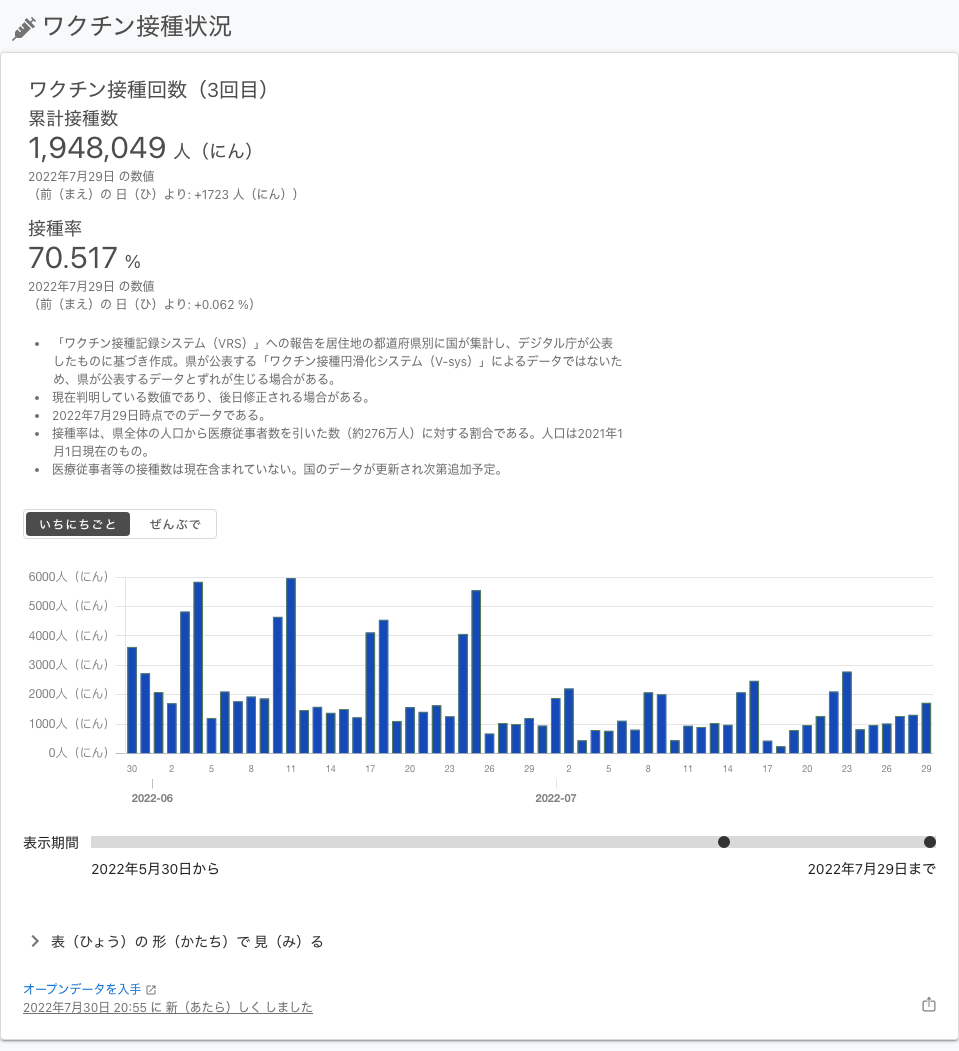 ワクチン接種状況
ワクチン接種回数（3回目）
累計接種数
1,948,049 人（にん）
2022年7月29日 の数値
（前（まえ）の 日（ひ）より: +1723 人（にん））
接種率
70.517 %
2022年7月29日 の数値
（前（まえ）の 日（ひ）より: +0.062 %）
• 「ワクチン接種記録システム（VRS）」への報告を居住地の都道府県別に国が集計し、デジタル庁が公表
したものに基づき作成。県が公表する「ワクチン接種円滑化システム（V-sys）」によるデータではないた
め、県が公表するデータとずれが生じる場合がある。
• 現在判明している数値であり、後日修正される場合がある。
• 2022年7月29日時点でのデータである。
• 接種率は、県全体の人口から医療従事者数を引いた数（約276万人）に対する割合である。人口は2021年1
月1日現在のもの。
• 医療従事者等の接種数は現在含まれていない。国のデータが更新され次第追加予定。
いちにちごと ぜんぶで
6000人（にん）
5000人（にん）
4000人（にん）
3000人（にん）
2000人（にん）
1000人（にん）
0人（にん）
30 2 5 8 11 14 17 20 23 26 29 2 5 8 11 14 17 20 23 26 29
2022-06 2022-07
表示期間
2022年5月30日から 2022年7月29日まで
表（ひょう）の 形（かたち）で 見（み）る
オープンデータを入手
2022年7月30日 20:55 に 新（あたら）しく しました